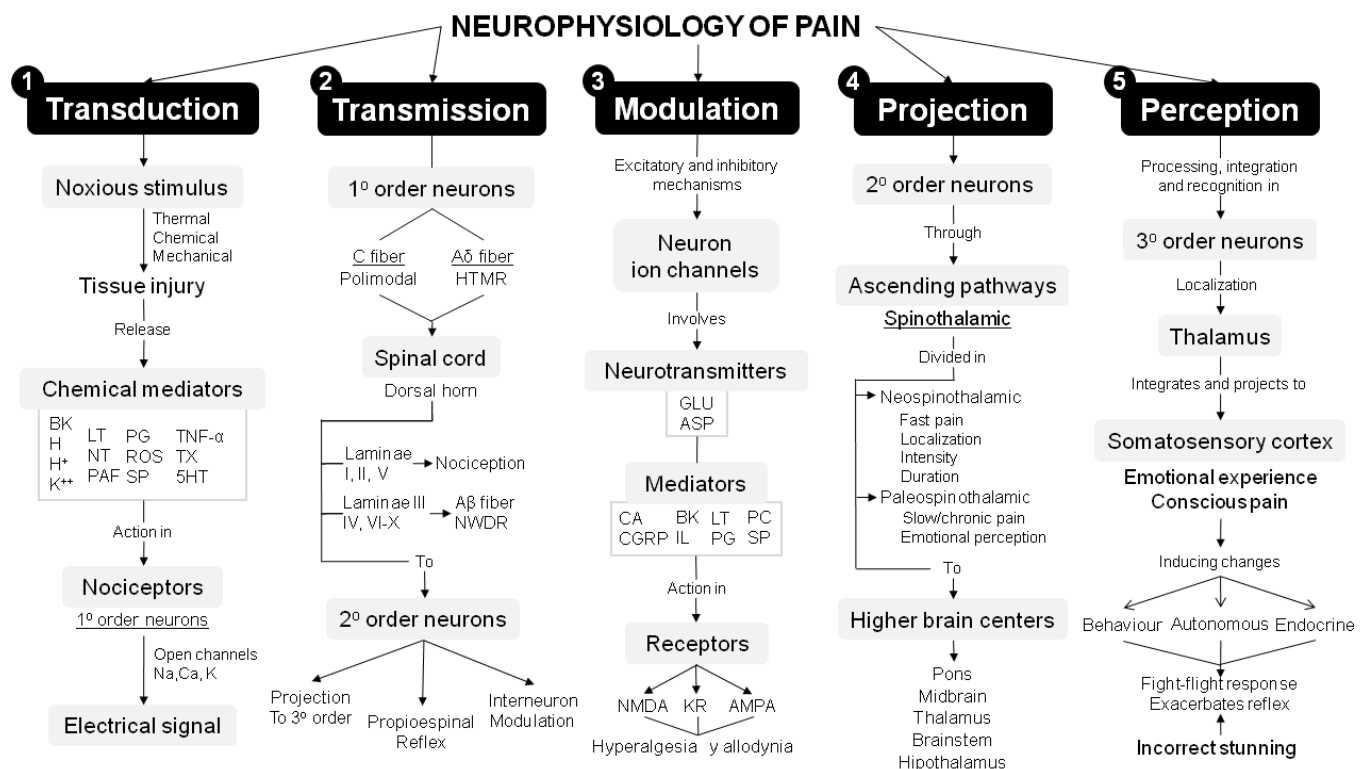 NEUROPHYSIOLOGY OF PAIN
1
Transduction
Noxious stimulus
Thermal
Chemical
Mechanical
Tissue injury
Release
Chemical mediators
BK
H
H+
K++
LT
NT
PAF
PG
ROS
SP
TNF-α
TX
5HT
Action in
Nociceptors
1º order neurons
Open channels
Na,Ca, K
Electrical signal
2
Transmission
1º order neurons
C fiber
Polimodal
Aδ fiber
HTMR
Spinal cord
Dorsal horn
Laminae
I, II, V
Nociception
Laminae III
IV, VI-X
Aβ fiber
NWDR
To
2º order neurons
Projection
To 3º order
Propioespinal
Reflex
Interneuron
Modulation
3
Modulation
Excitatory and inhibitory
mechanisms
Neuron
ion channels
Involves
Neurotransmitters
GLU
ASP
Mediators
CA BK LT PC
CGRP IL PG SP
Action in
Receptors
NMDA KR AMPA
Hyperalgesia y allodynia
4
Projection
2º order neurons
Through
Ascending pathways
Spinothalamic
Divided in
Neospinothalamic
Fast pain
Localization
Intensity
Duration
Paleospinothalamic
Slow/chronic pain
Emotional perception
To
Higher brain centers
Pons
Midbrain
Thalamus
Brainstem
Hipothalamus
5
Perception
Processing, integration
and recognition in
3º order neurons
Localization
Thalamus
Integrates and projects to
Somatosensory cortex
Emotional experience
Conscious pain
Inducing changes
Behaviour Autonomous Endocrine
Fight-flight response
Exacerbates reflex
Incorrect stunning